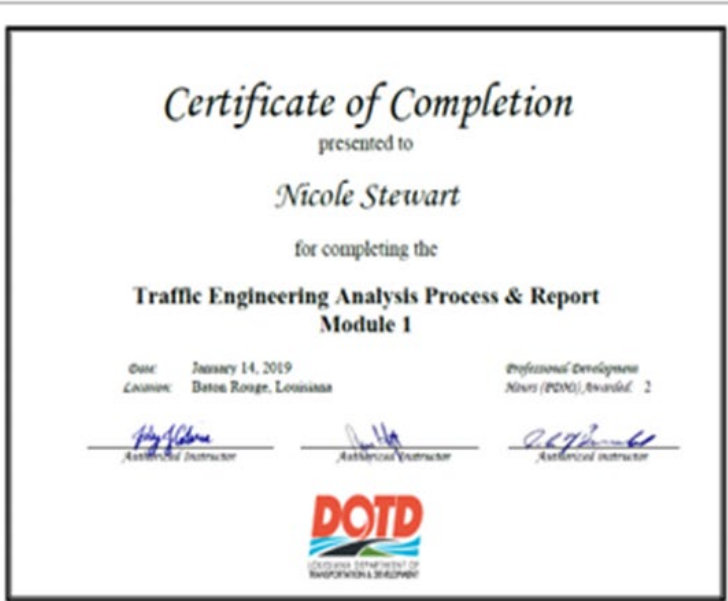 Certificate of Completion
presented to
Nicole Stewart
for completing the
Traffic Engineering Analysis Process & Report
Module 1
Date: January 14, 2019
Location: Baton Rouge, Louisiana
Professional Development
Hours (PDH) Awarded: 2
Authorized Instructor
Authorized Instructor
Authorized Instructor
DOTD
LOUISIANA DEPARTMENT OF
TRANSPORTATION & DEVELOPMENT